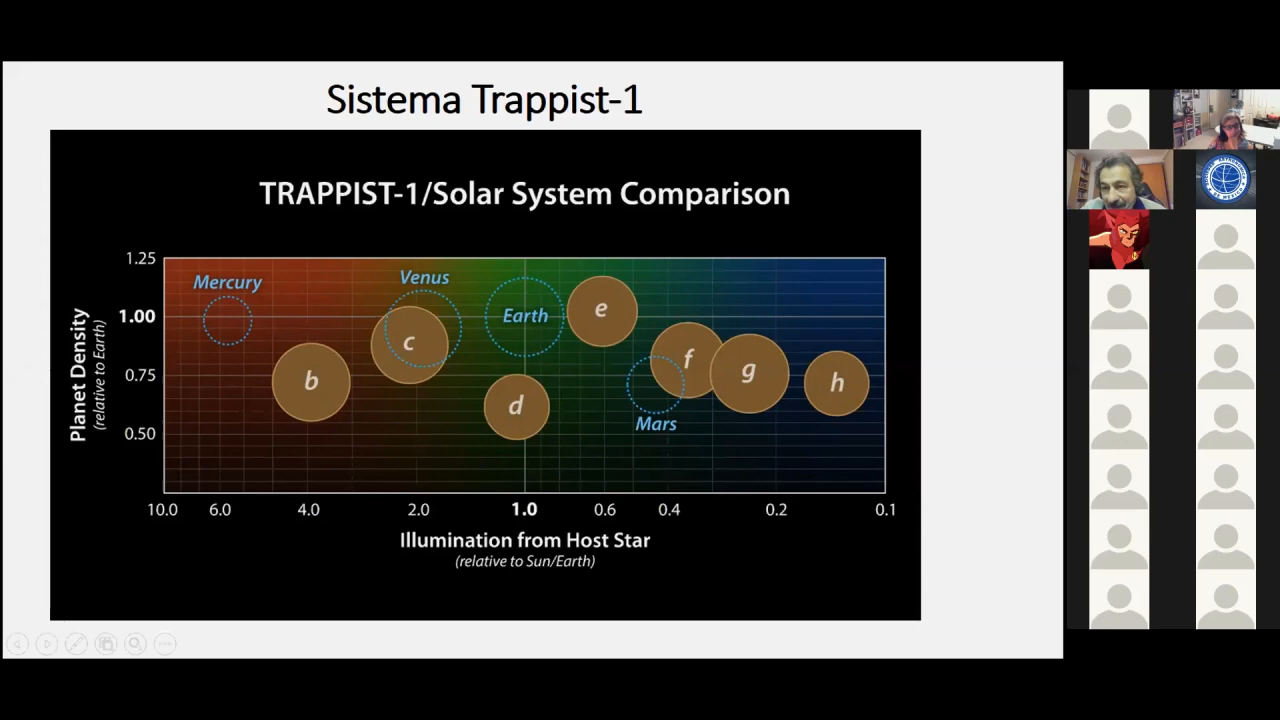 Sistema Trappist-1
TRAPPIST-1/Solar System Comparison
1.25
1.00
0.75
0.50
Planet Density
(relative to Earth)
Mercury
Venus
Earth
Mars
b
c
d
e
f
g
h
10.0 6.0 4.0 2.0 1.0 0.6 0.4 0.2 0.1
Illumination from Host Star
(relative to Sun/Earth)